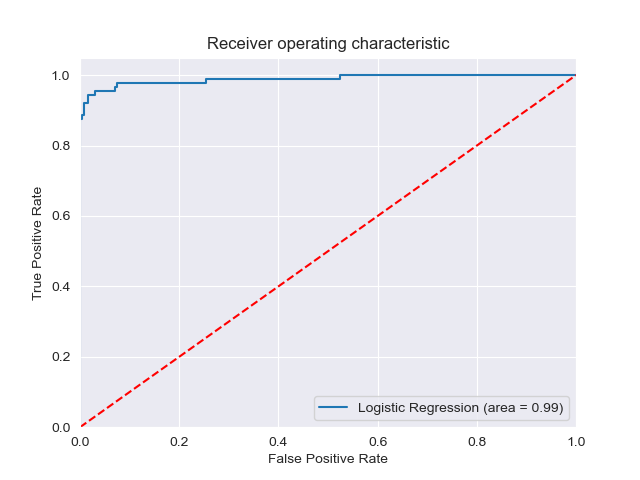 Receiver operating characteristic
True Positive Rate
1.0
0.8
0.6
0.4
0.2
0.0
Logistic Regression (area = 0.99)
0.0 0.2 0.4 0.6 0.8 1.0
False Positive Rate